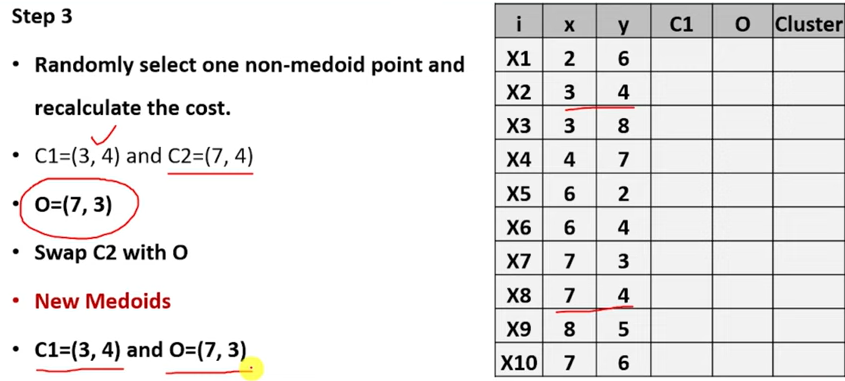 Step 3
• Randomly select one non-medoid point and
recalculate the cost.
• C1=(3, 4) and C2=(7, 4)
• O=(7, 3)
• Swap C2 with O
• New Medoids
• C1=(3, 4) and O=(7, 3)
i x y C1 O Cluster
X1 2 6
X2 3 4
X3 3 8
X4 4 7
X5 6 2
X6 6 4
X7 7 3
X8 7 4
X9 8 5
X10 7 6